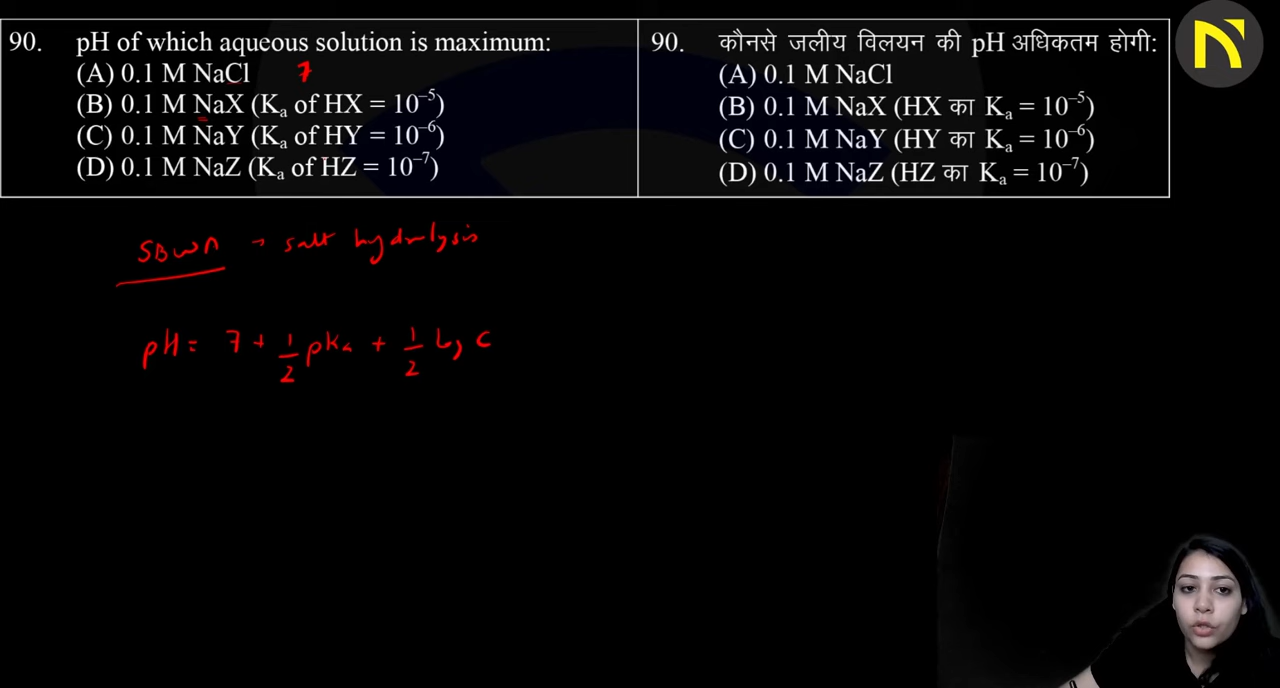 90. pH of which aqueous solution is maximum:
(A) 0.1 M NaCl 7
(B) 0.1 M NaX (Kₐ of HX = 10⁻⁵)
(C) 0.1 M NaY (Kₐ of HY = 10⁻⁶)
(D) 0.1 M NaZ (Kₐ of HZ = 10⁻⁷)
90. कौनसे जलीय विलयन की pH अधिकतम होगी:
(A) 0.1 M NaCl
(B) 0.1 M NaX (HX का Kₐ = 10⁻⁵)
(C) 0.1 M NaY (HY का Kₐ = 10⁻⁶)
(D) 0.1 M NaZ (HZ का Kₐ = 10⁻⁷)
SBWA → salt hydrolysis
pH = 7 + 1/2 pKₐ + 1/2 log C